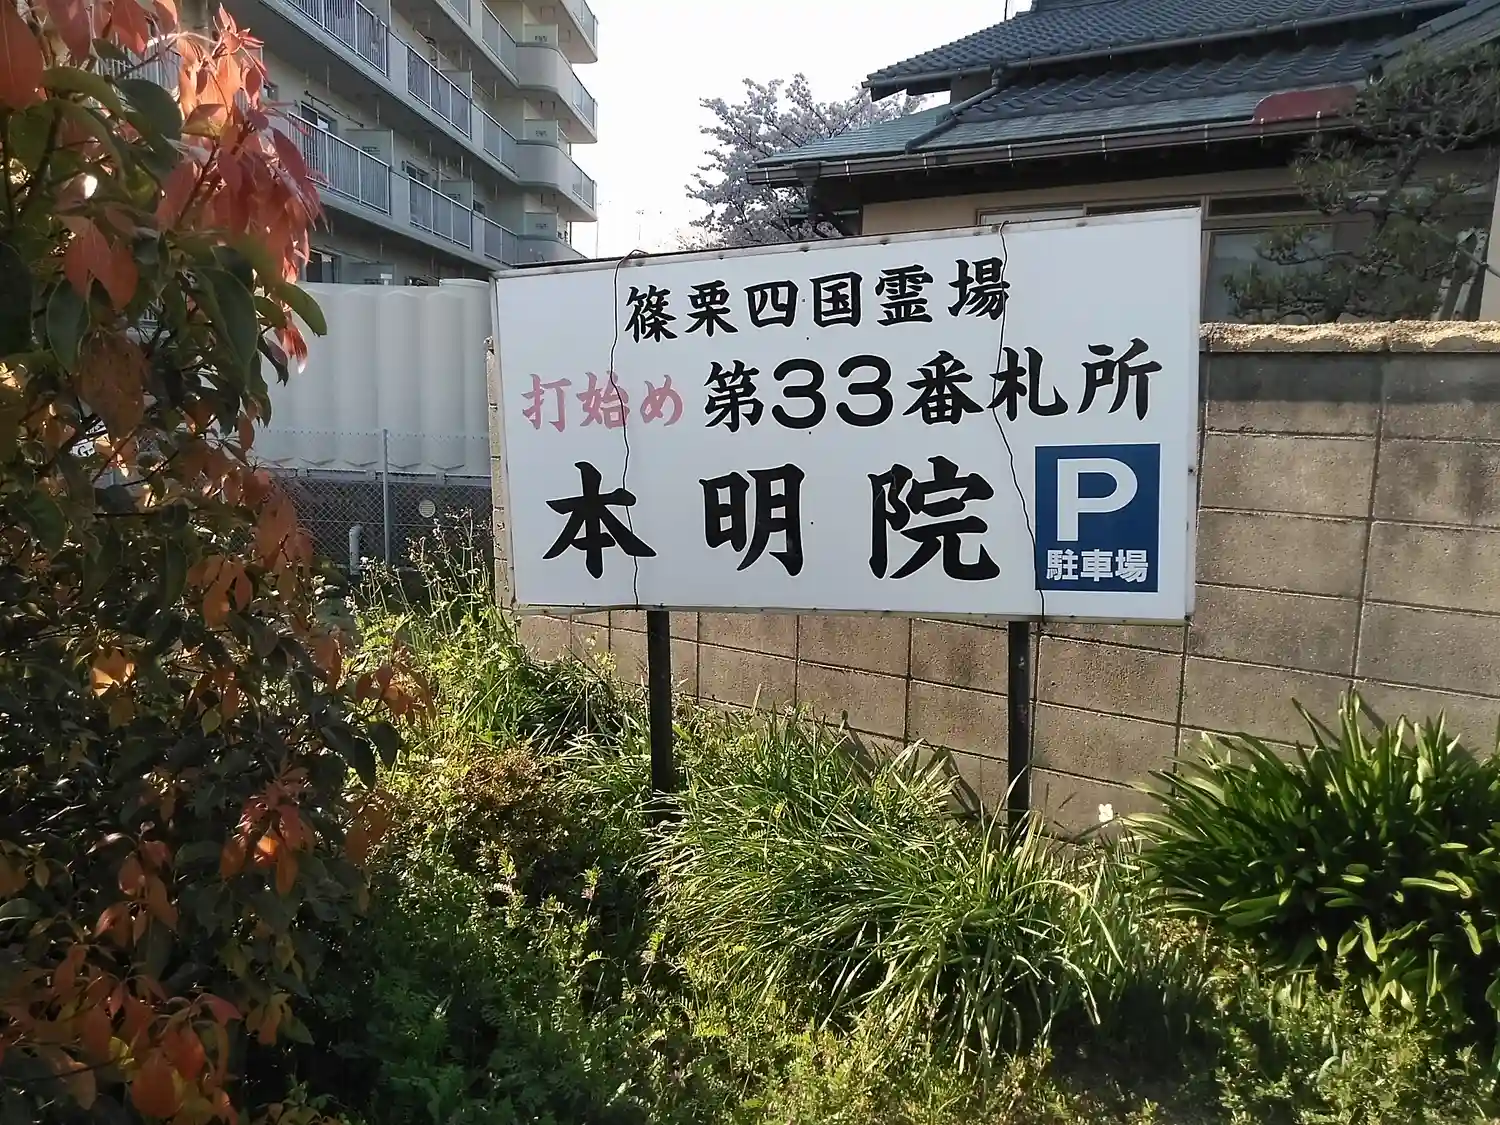 篠栗四国霊場
打始め 第33番札所
本明院
P
駐車場